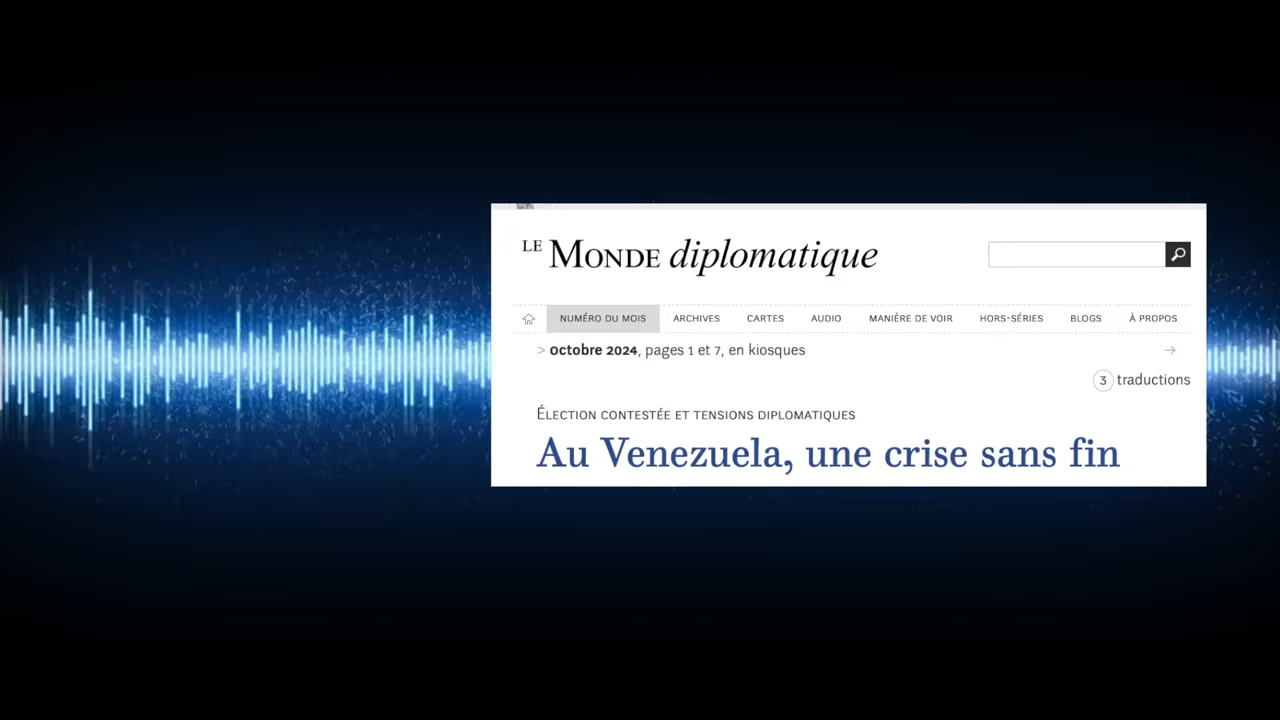 LE MONDE diplomatique
NUMÉRO DU MOIS ARCHIVES CARTES AUDIO MANIÈRE DE VOIR HORS-SÉRIES BLOGS À PROPOS
> octobre 2024, pages 1 et 7, en kiosques →
3 traductions
ÉLECTION CONTESTÉE ET TENSIONS DIPLOMATIQUES
Au Venezuela, une crise sans fin